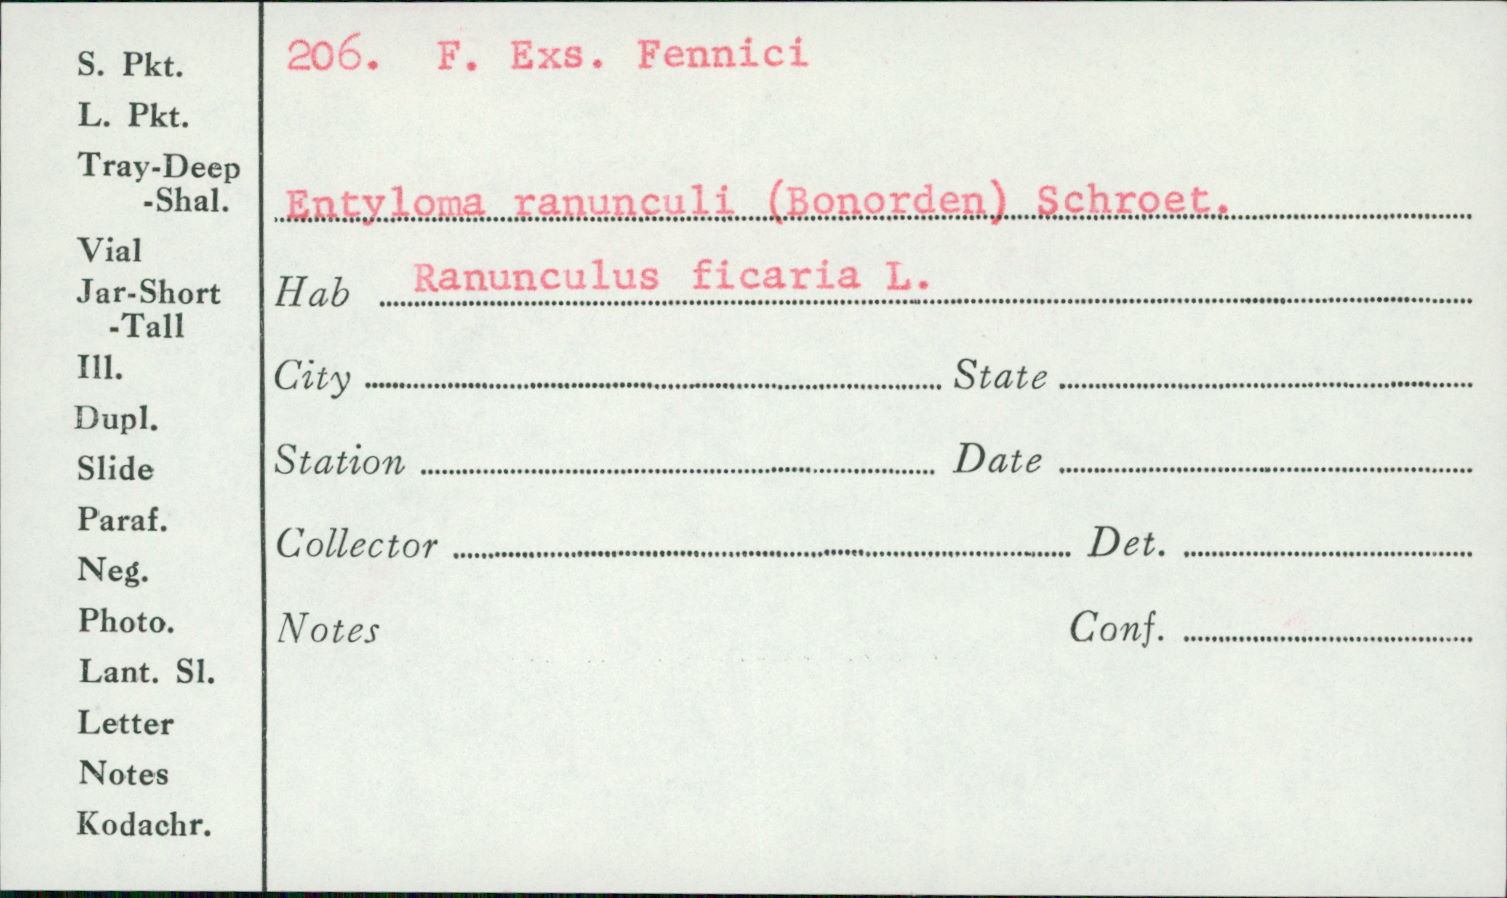 206. F. Exs. Fennici
Entyloma ranunculi (Bonorden) Schroet.
Hab Ranunculus ficaria L.
City State
Station Date
Collector Det.
Notes Conf.
S. Pkt.
L. Pkt.
Tray-Deep
-Shal.
Vial
Jar-Short
-Tall
Ill.
Dupl.
Slide
Paraf.
Neg.
Photo.
Lant. Sl.
Letter
Notes
Kodachr.